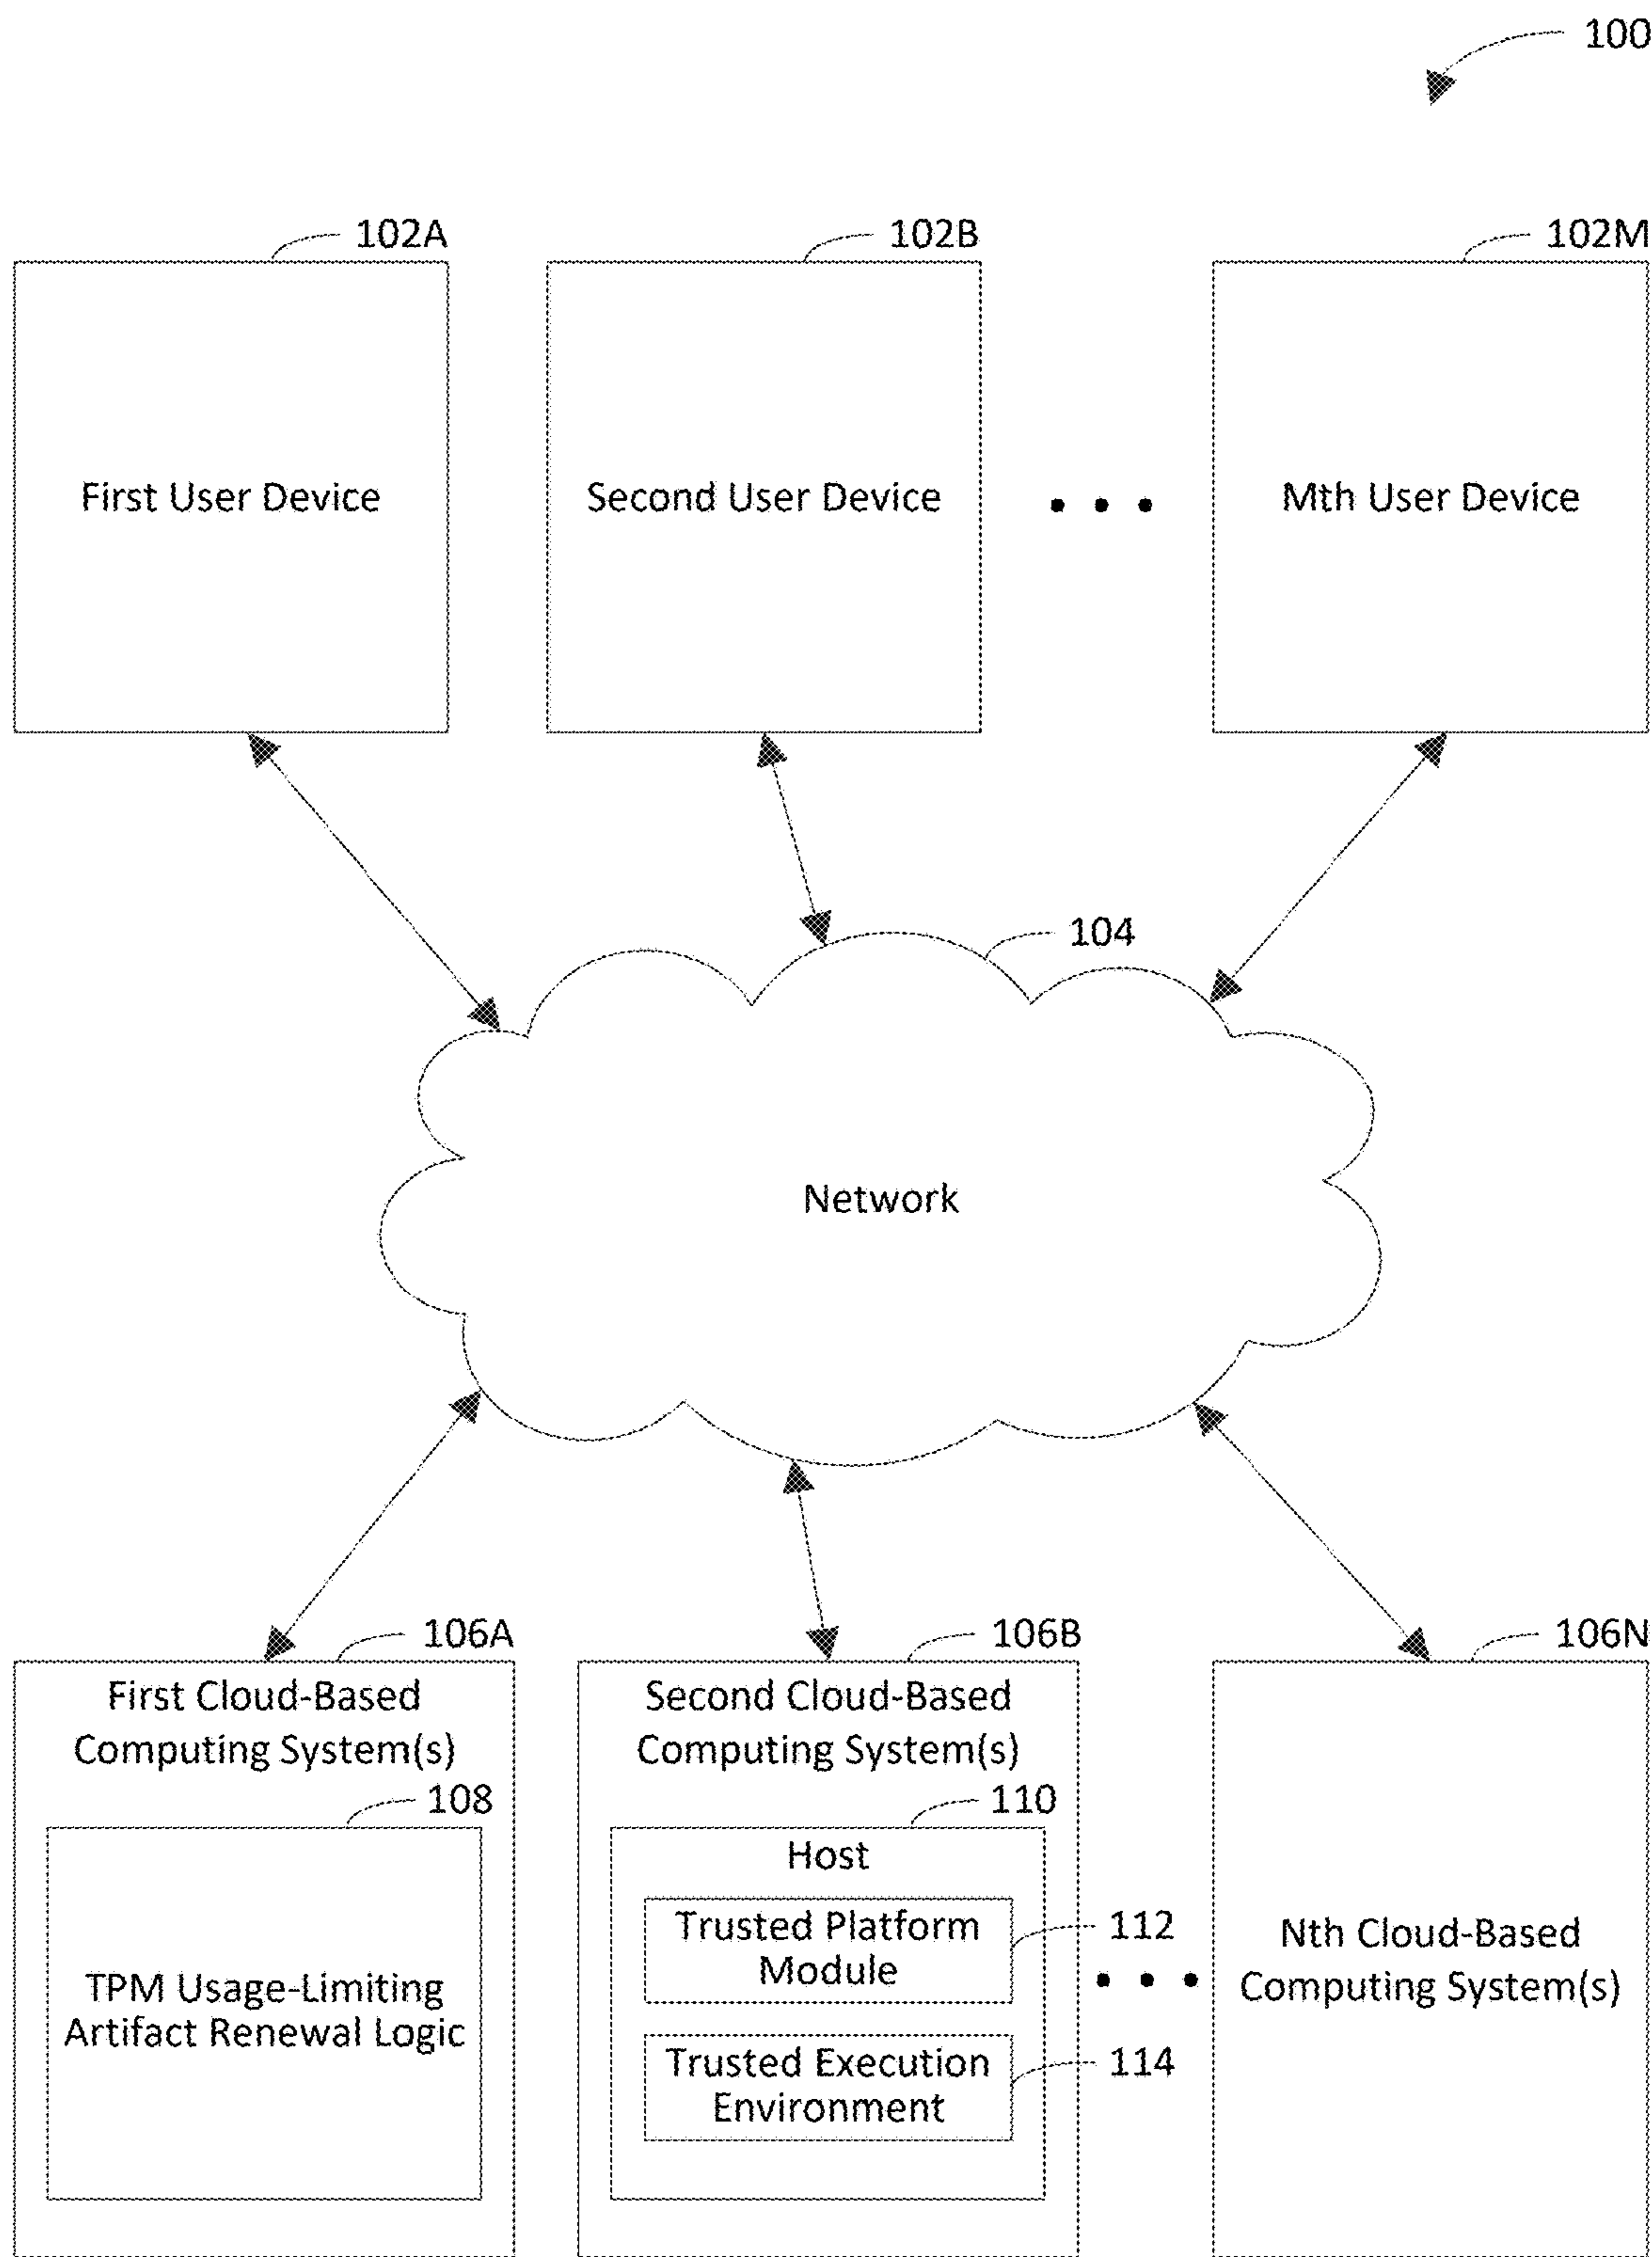 100
102A
102B
102M
First User Device
Second User Device
Mth User Device
104
Network
106A
106B
106N
First Cloud-Based
Computing System(s)
108
TPM Usage-Limiting
Artifact Renewal Logic
Second Cloud-Based
Computing System(s)
110
Host
Trusted Platform
Module
112
Trusted Execution
Environment
114
Nth Cloud-Based
Computing System(s)